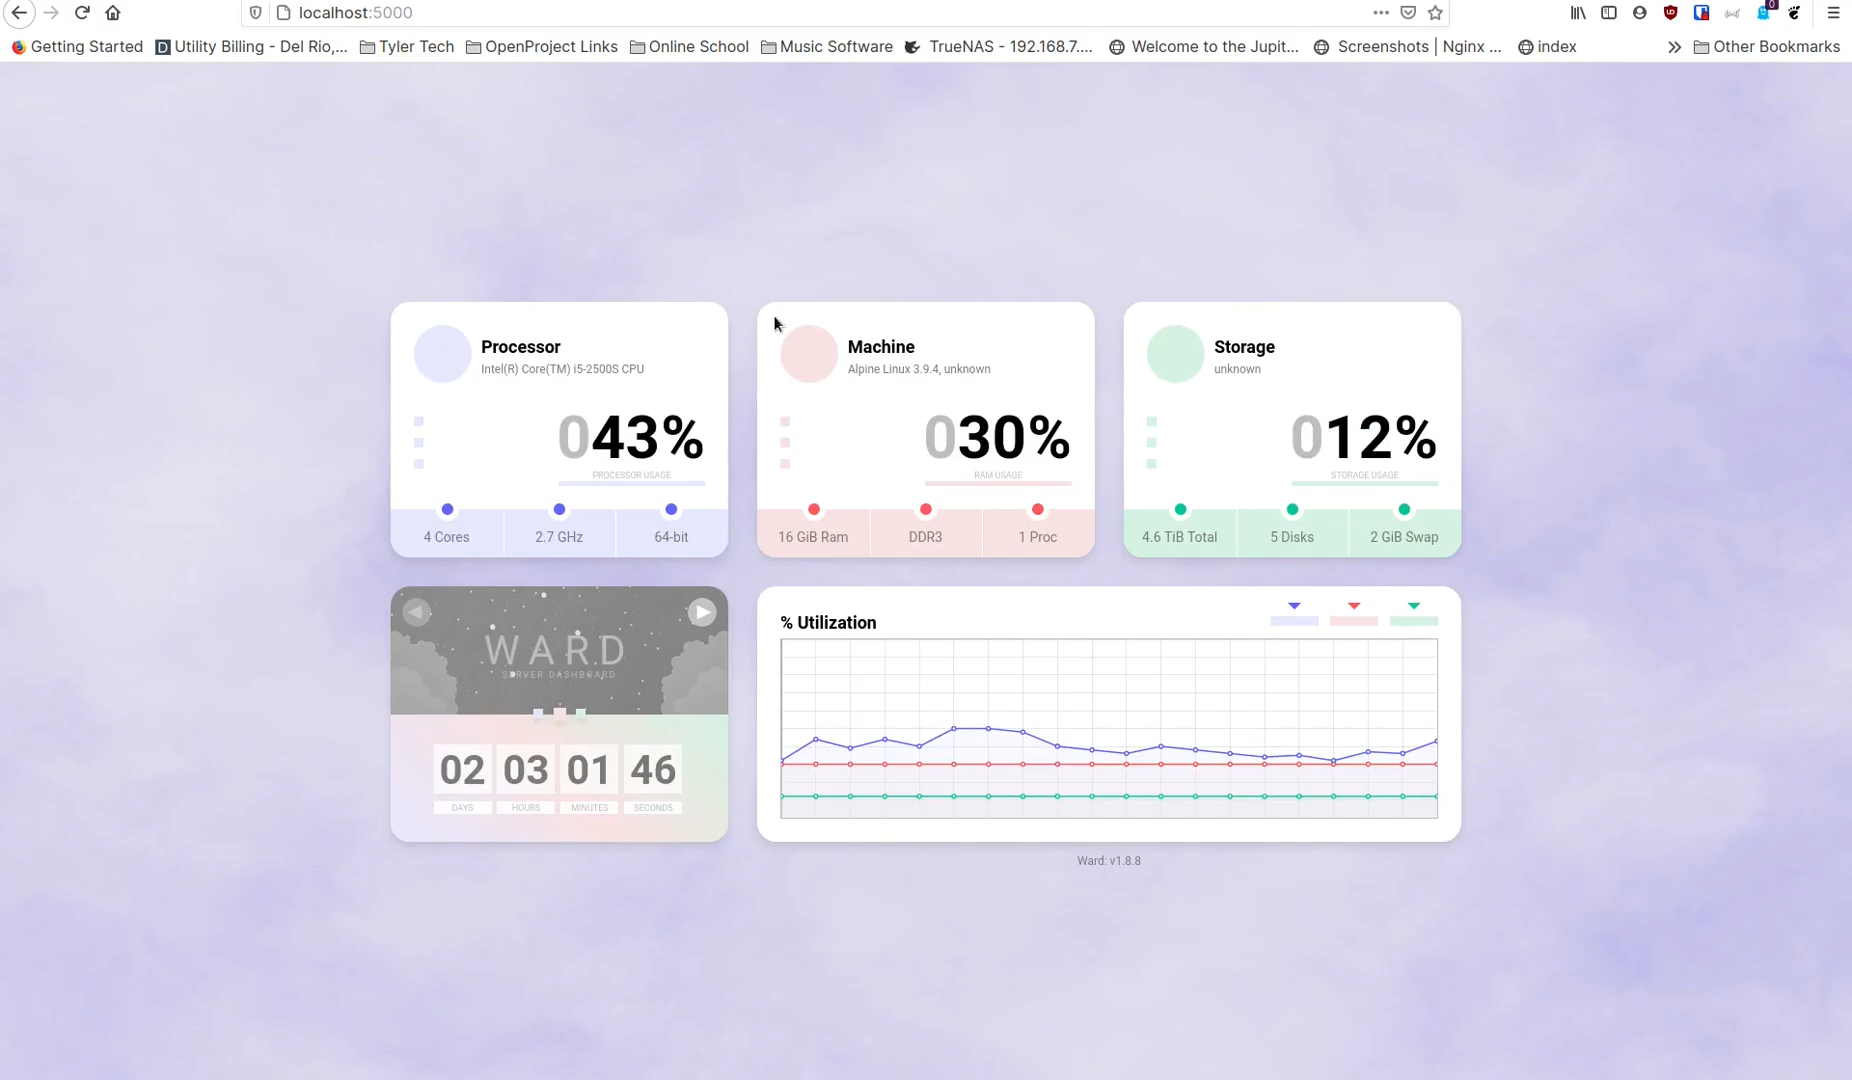 localhost:5000
0
Getting Started
Utility Billing - Del Rio,...
Tyler Tech
OpenProject Links
Online School
Music Software
TrueNAS - 192.168.7....
Welcome to the Jupit...
Screenshots | Nginx ...
index
Other Bookmarks
Processor
Intel(R) Core(TM) i5-2500S CPU
043%
PROCESSOR USAGE
4 Cores
2.7 GHz
64-bit
Machine
Alpine Linux 3.9.4, unknown
030%
RAM USAGE
16 GiB Ram
DDR3
1 Proc
Storage
unknown
012%
STORAGE USAGE
4.6 TiB Total
5 Disks
2 GiB Swap
WARD
SERVER DASHBOARD
02 03 01 46
DAYS HOURS MINUTES SECONDS
% Utilization
Ward: v1.8.8